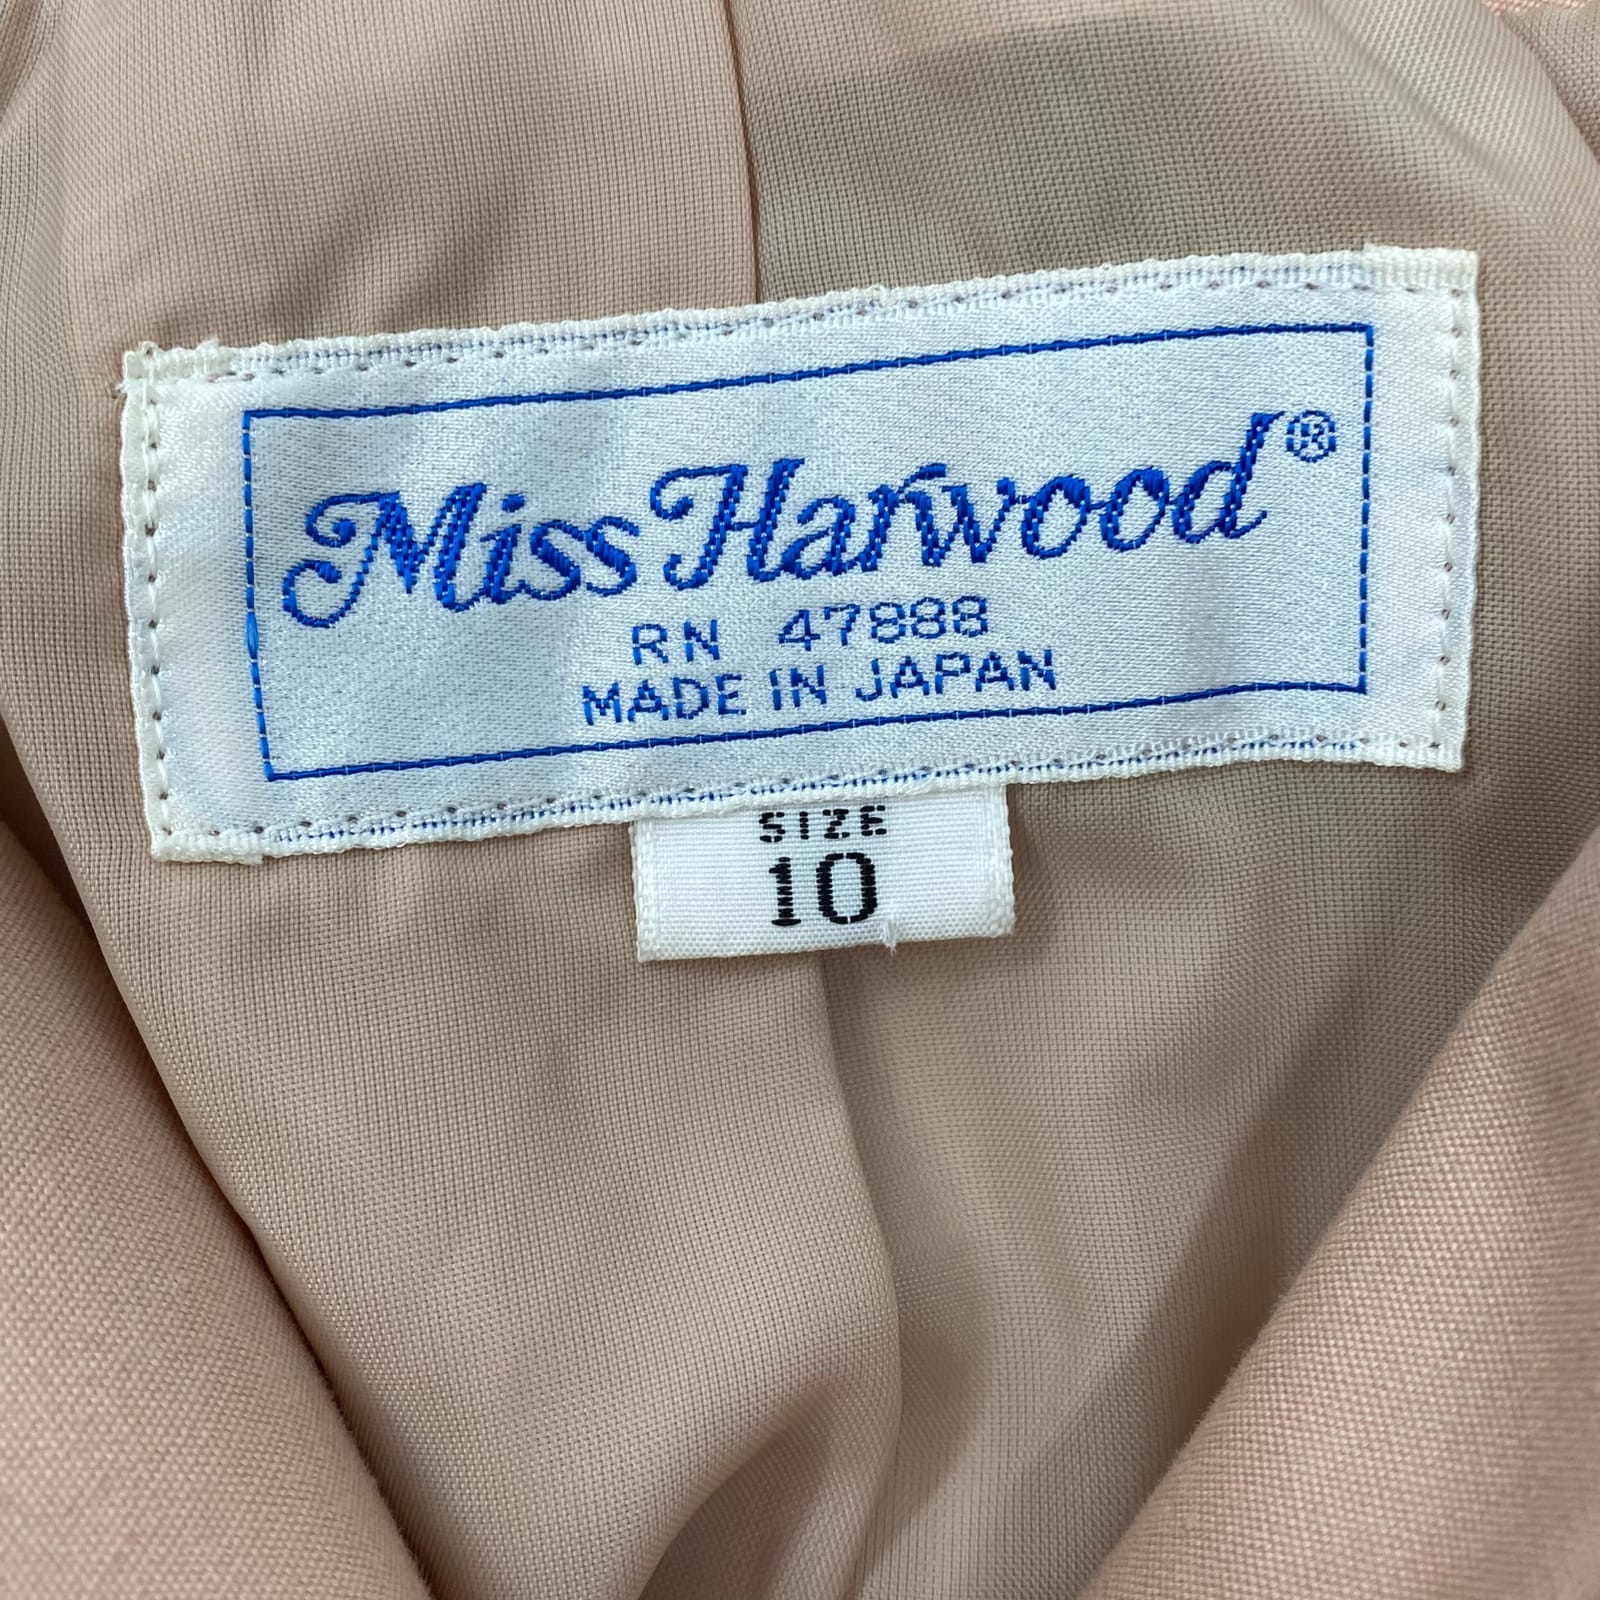 Miss Harwood®
RN 47888
MADE IN JAPAN
SIZE
10